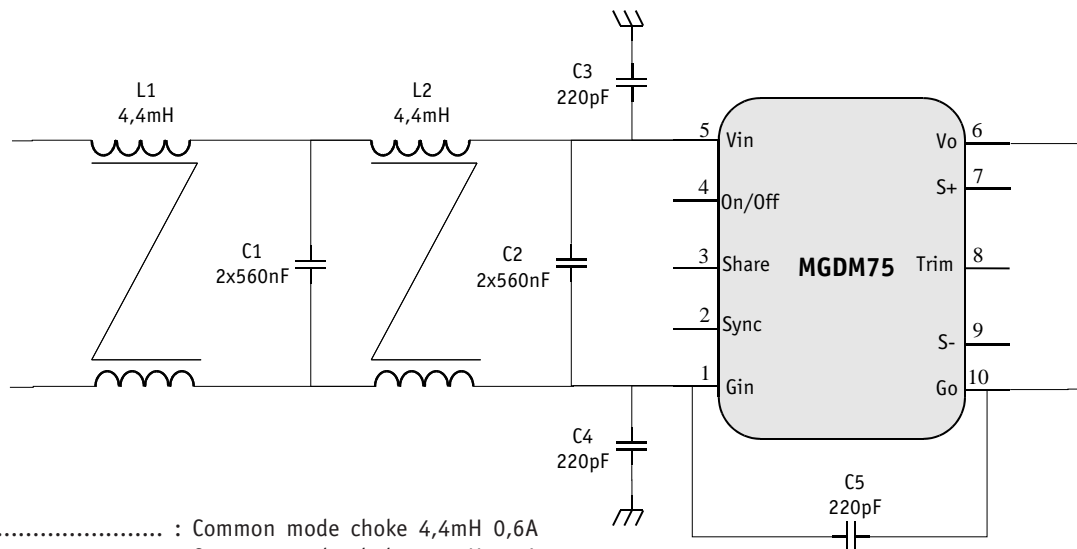 C3
220pF
L1
4,4mH
L2
4,4mH
5
Vin
Vo
6
S+
7
4
On/Off
C1
2x560nF
C2
2x560nF
3
Share
MGDM75
Trim
8
2
Sync
S-
9
1
Gin
Go
10
C4
220pF
C5
220pF
........................ : Common mode choke 4,4mH 0,6A